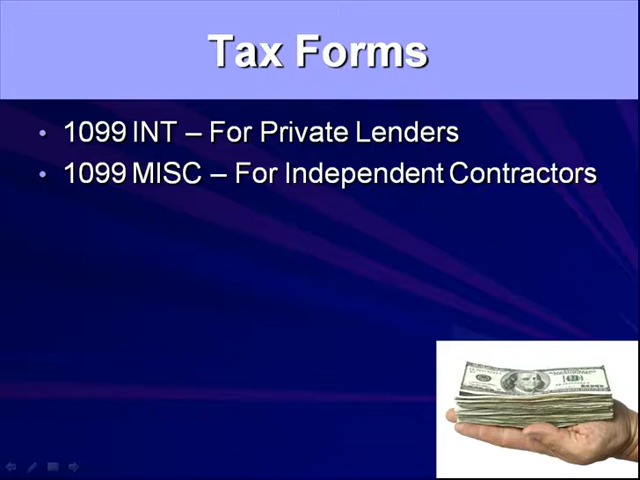 Tax Forms
• 1099 INT – For Private Lenders
• 1099 MISC – For Independent Contractors